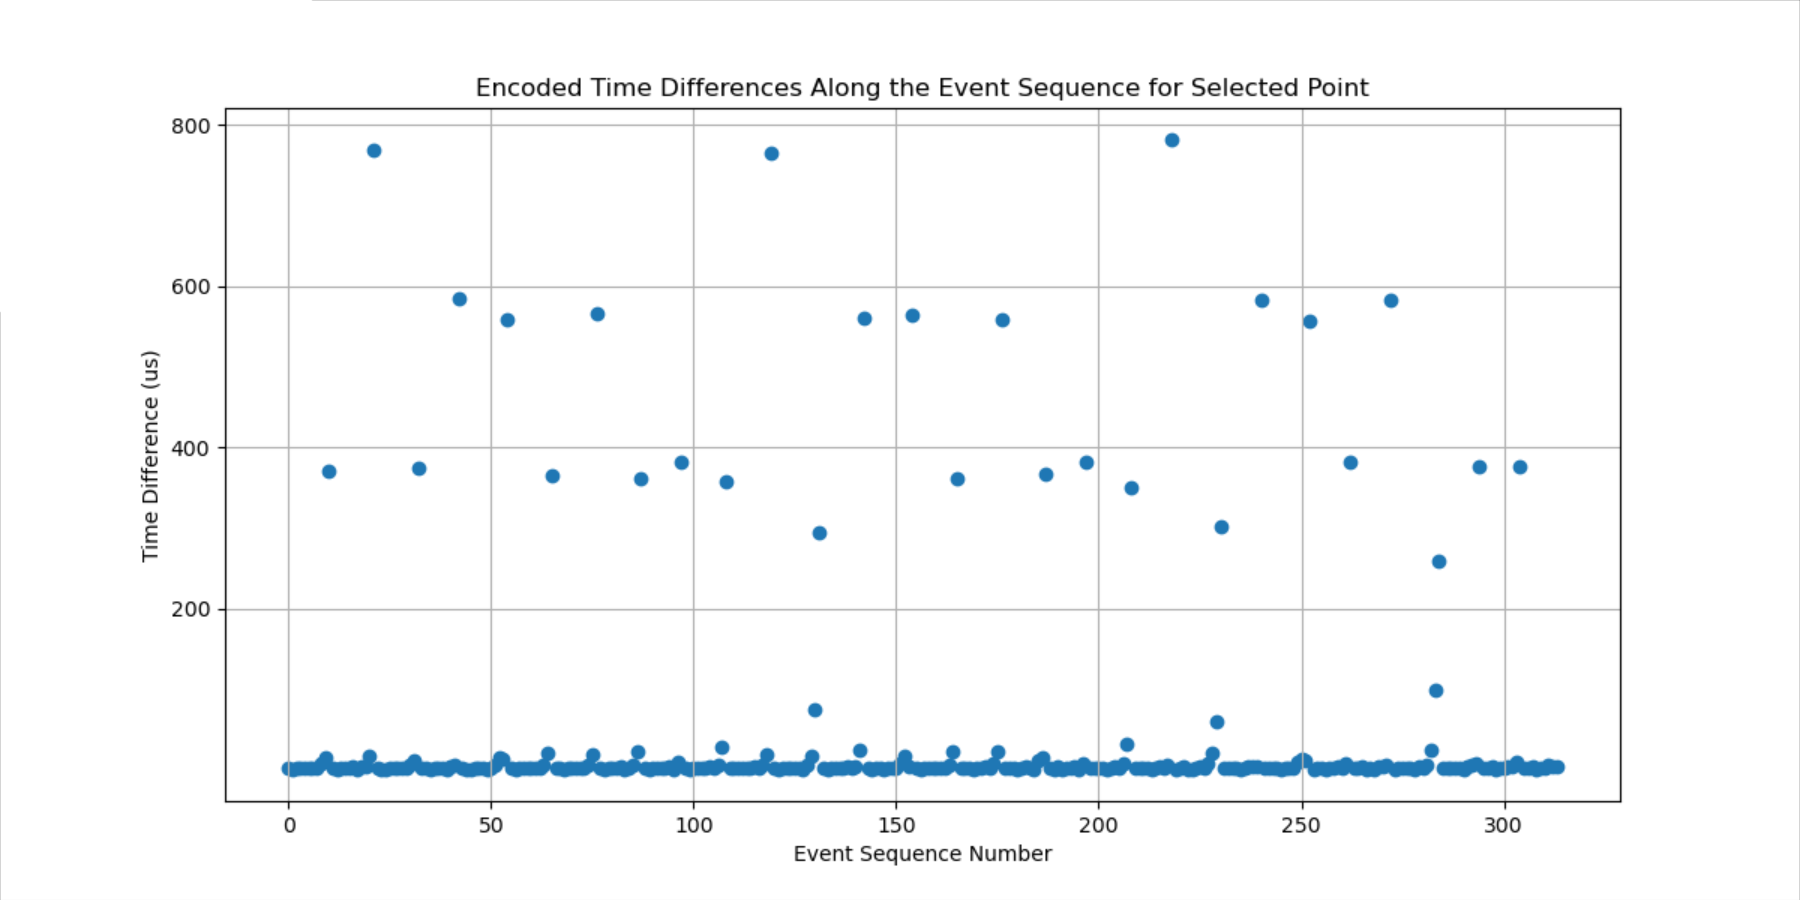 Encoded Time Differences Along the Event Sequence for Selected Point
800
600
400
200
Time Difference (us)
0 50 100 150 200 250 300
Event Sequence Number